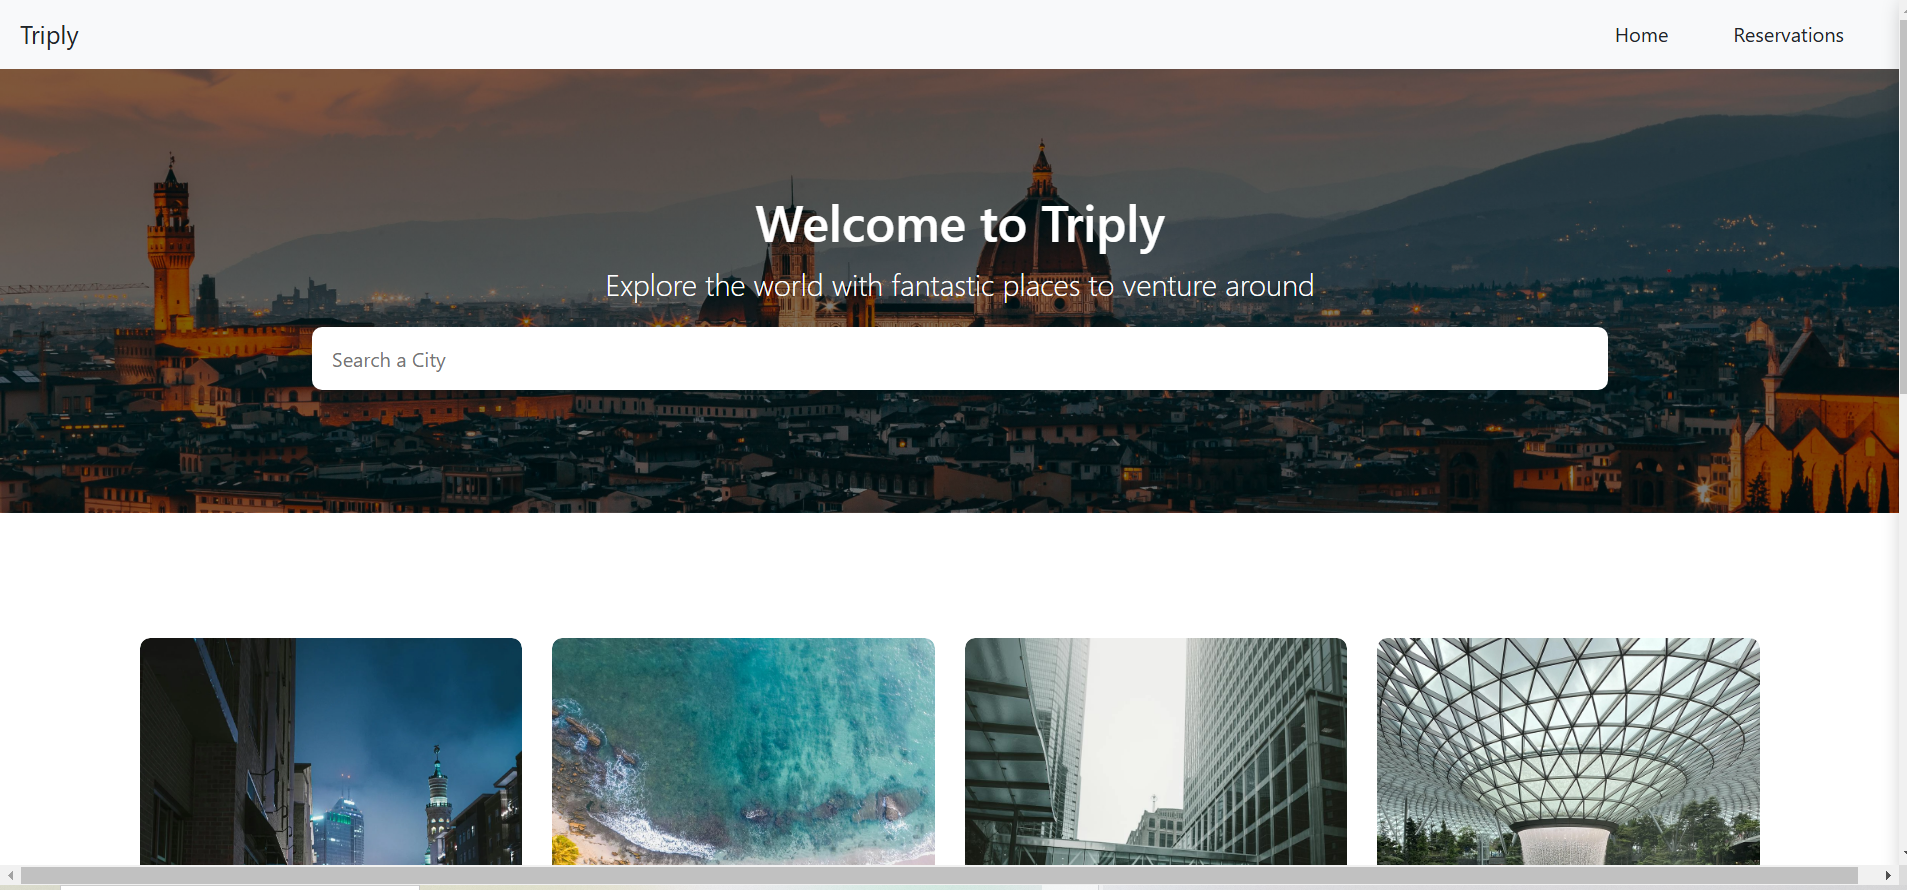 Triply
Home
Reservations
Welcome to Triply
Explore the world with fantastic places to venture around
Search a City